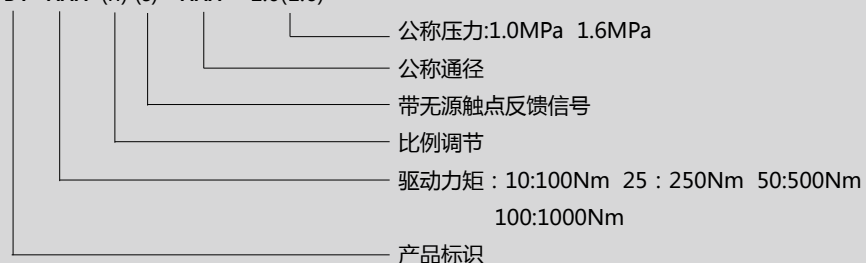 公称压力:1.0MPa 1.6MPa
公称通径
带无源触点反馈信号
比例调节
驱动力矩：10:100Nm 25：250Nm 50:500Nm
100:1000Nm
产品标识